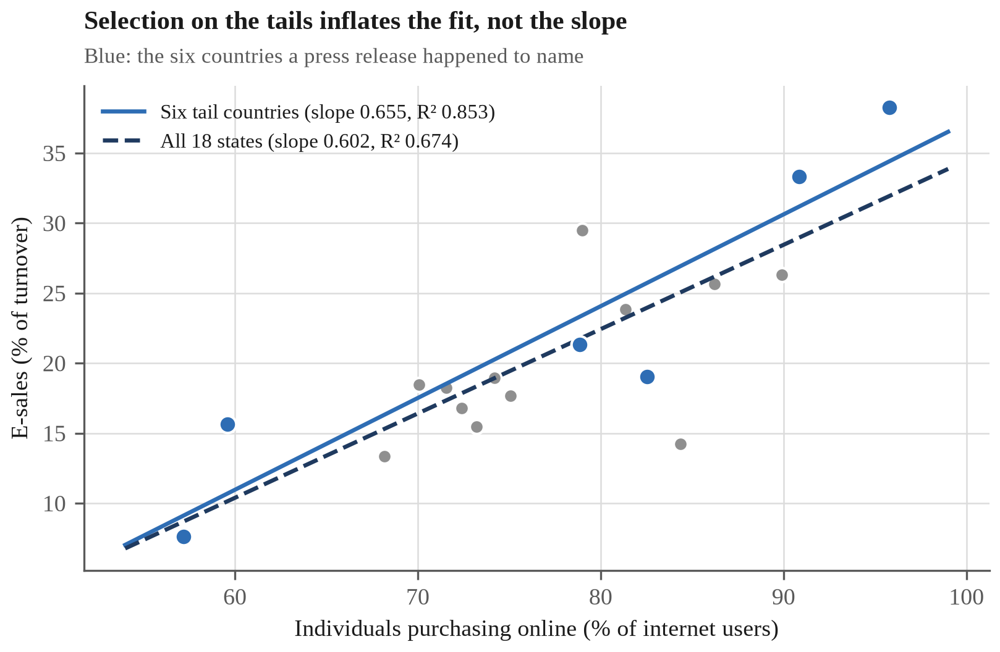 Selection on the tails inflates the fit, not the slope
Blue: the six countries a press release happened to name
Six tail countries (slope 0.655, R² 0.853)
All 18 states (slope 0.602, R² 0.674)
E-sales (% of turnover)
35
30
25
20
15
10
60 70 80 90 100
Individuals purchasing online (% of internet users)